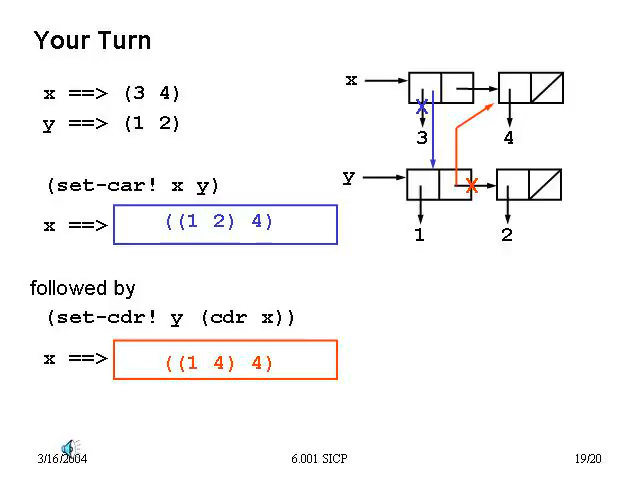 Your Turn
x ==> (3 4)
y ==> (1 2)
x
3
4
y
1
2
(set-car! x y)
x ==> ((1 2) 4)
followed by
(set-cdr! y (cdr x))
x ==> ((1 4) 4)
3/16/2004 6.001 SICP 19/20